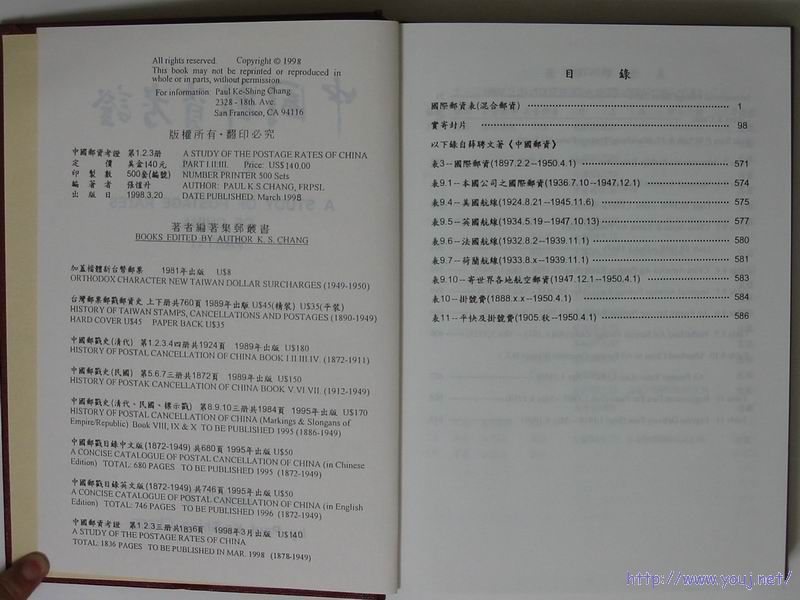 All rights reserved. Copyright © 1998
This book may not be reprinted or reproduced in
whole or in parts, without permission.
For information: Paul Ke-Shing Chang
2328 - 18th. Ave.
San Francisco, CA 94116
版權所有·翻印必究
中國郵資考證 第1.2.3冊 A STUDY OF THE POSTAGE RATES OF CHINA
定 價 美金140元 PART I.II.III. Price: US$140.00
印 製 數 500套(編號) NUMBER PRINTER 500 Sets
編 著 者 張愷升 AUTHOR: PAUL K.S.CHANG, FRPSL
出 版 日 1998.3.20 DATE PUBLISHED, March 1998
著者編著集郵叢書
BOOKS EDITED BY AUTHOR K. S. CHANG
加蓋楷體新台幣郵票 1981年出版 U$8
ORTHODOX CHARACTER NEW TAIWAN DOLLAR SURCHARGES (1949-1950)
台灣郵票郵戳郵資史 上下冊共760頁 1989年出版 U$45(精裝) U$35(平裝)
HISTORY OF TAIWAN STAMPS, CANCELLATIONS AND POSTAGES (1890-1949)
HARD COVER U$45 PAPER BACK U$35
中國郵戳史(清代) 第1.2.3.4四冊共1924頁 1989年出版 U$180
HISTORY OF POSTAL CANCELLATION OF CHINA BOOK I.II.III.IV. (1872-1911)
中國郵戳史(民國) 第5.6.7三冊共1872頁 1989年出版 U$150
HISTORY OF POSTAK CANCELLATION OF CHINA BOOK V.VI.VII. (1912-1949)
中國郵戳史(清代、民國、標示戳) 第8.9.10三冊共1984頁 1995年出版 U$170
HISTORY OF POSTAL CANCELLATION OF CHINA (Markings & Slongans of
Empire/Republic) Book VIII, IX & X TO BE PUBLISHED 1995 (1886-1949)
中國郵戳目錄中文版(1872-1949) 共680頁 1995年出版 U$50
A CONCISE CATALOGUE OF POSTAL CANCELLATION OF CHINA (in Chinese
Edition) TOTAL: 680 PAGES TO BE PUBLISHED 1995 (1872-1949)
中國郵戳目錄英文版(1872-1949) 共746頁 1995年出版 U$50
A CONCISE CATALOGUE OF POSTAL CANCELLATION OF CHINA (in English
Edition) TOTAL: 746 PAGES TO BE PUBLISHED 1996 (1872-1949)
中國郵資考證 第1.2.3三冊共1836頁 1998年3月出版 U$140
A STUDY OF THE POSTAGE RATES OF CHINA
TOTAL: 1836 PAGES TO BE PUBLISHED IN MAR. 1998 (1878-1949)
目 錄
國際郵資表(混合郵資) 1
實寄封片 98
以下錄自薛聘文著《中國郵資》
表3－國際郵資(1897.2.2--1950.4.1) 571
表9.1--本國公司之國際郵資(1936.7.10--1947.12.1) 574
表9.4--美國航線(1924.8.21--1945.11.6) 575
表9.5--英國航線(1934.5.19--1947.10.13) 577
表9.6--法國航線(1932.8.2--1939.11.1) 580
表9.7--荷蘭航線(1933.8.x--1939.11.1) 581
表9.10--寄世界各地航空郵資(1947.12.1--1950.4.1) 583
表10--掛號費(1888.x.x--1950.4.1) 584
表11--平快及掛號費(1905.秋--1950.4.1) 586
http://www.youj.net/